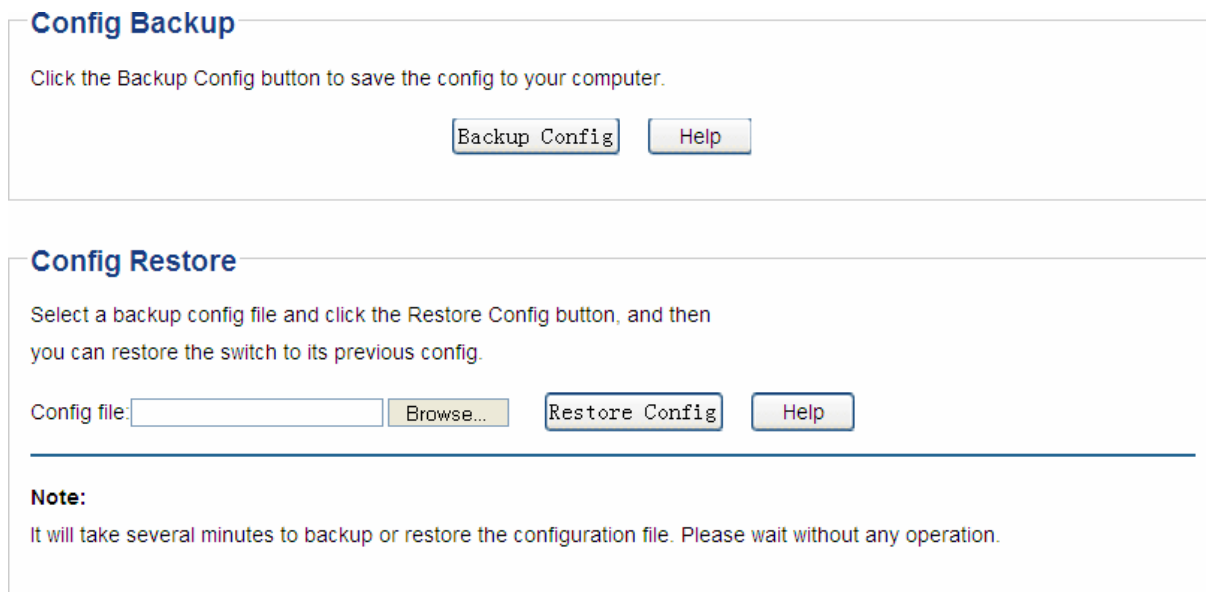 Config Backup
Click the Backup Config button to save the config to your computer.
Backup Config Help
Config Restore
Select a backup config file and click the Restore Config button, and then
you can restore the switch to its previous config.
Config file: Browse... Restore Config Help
Note:
It will take several minutes to backup or restore the configuration file. Please wait without any operation.